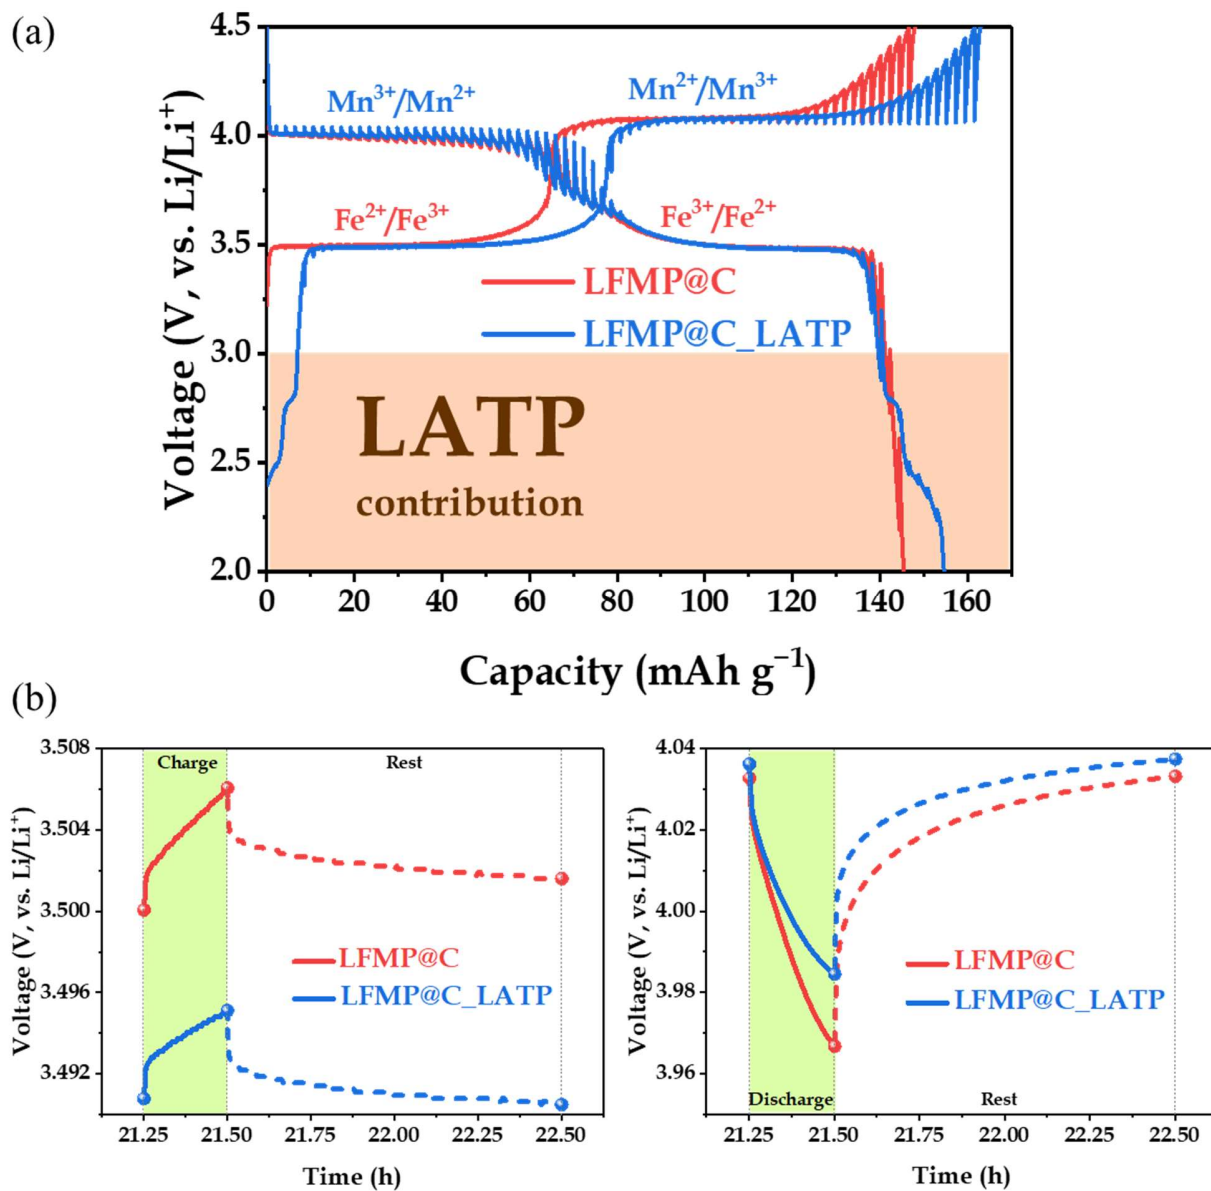 (a)
Voltage (V, vs. Li/Li⁺)
4.5
4.0
3.5
3.0
2.5
2.0
Mn³⁺/Mn²⁺
Mn²⁺/Mn³⁺
Fe²⁺/Fe³⁺
Fe³⁺/Fe²⁺
LFMP@C
LFMP@C_LATP
LATP
contribution
0 20 40 60 80 100 120 140 160
Capacity (mAh g⁻¹)
(b)
Voltage (V, vs. Li/Li⁺)
3.508
3.504
3.500
3.496
3.492
Charge
Rest
LFMP@C
LFMP@C_LATP
21.25 21.50 21.75 22.00 22.25 22.50
Time (h)
Voltage (V, vs. Li/Li⁺)
4.04
4.02
4.00
3.98
3.96
LFMP@C
LFMP@C_LATP
Discharge
Rest
21.25 21.50 21.75 22.00 22.25 22.50
Time (h)